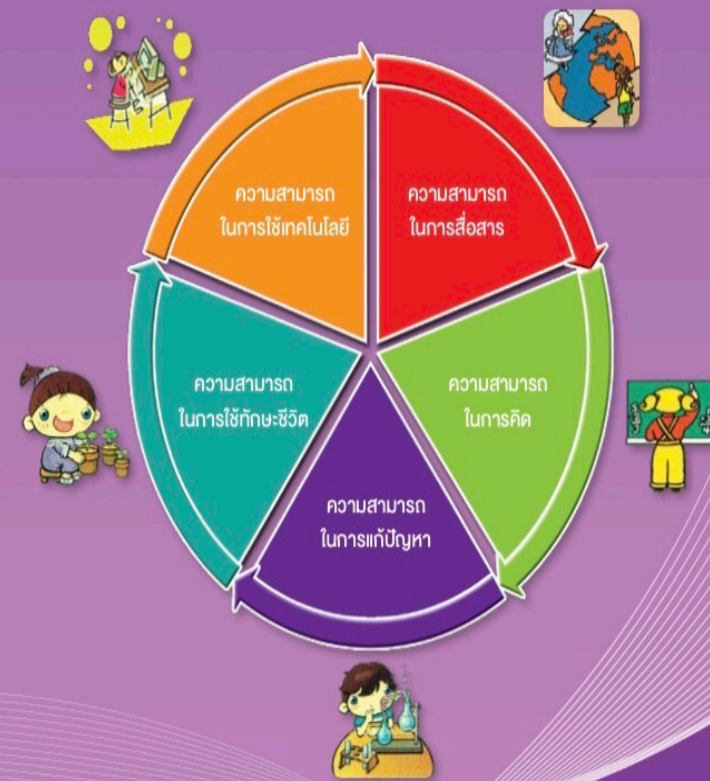 ความสามารถ
ในการใช้เทคโนโลยี
ความสามารถ
ในการสื่อสาร
ความสามารถ
ในการคิด
ความสามารถ
ในการแก้ปัญหา
ความสามารถ
ในการใช้ทักษะชีวิต